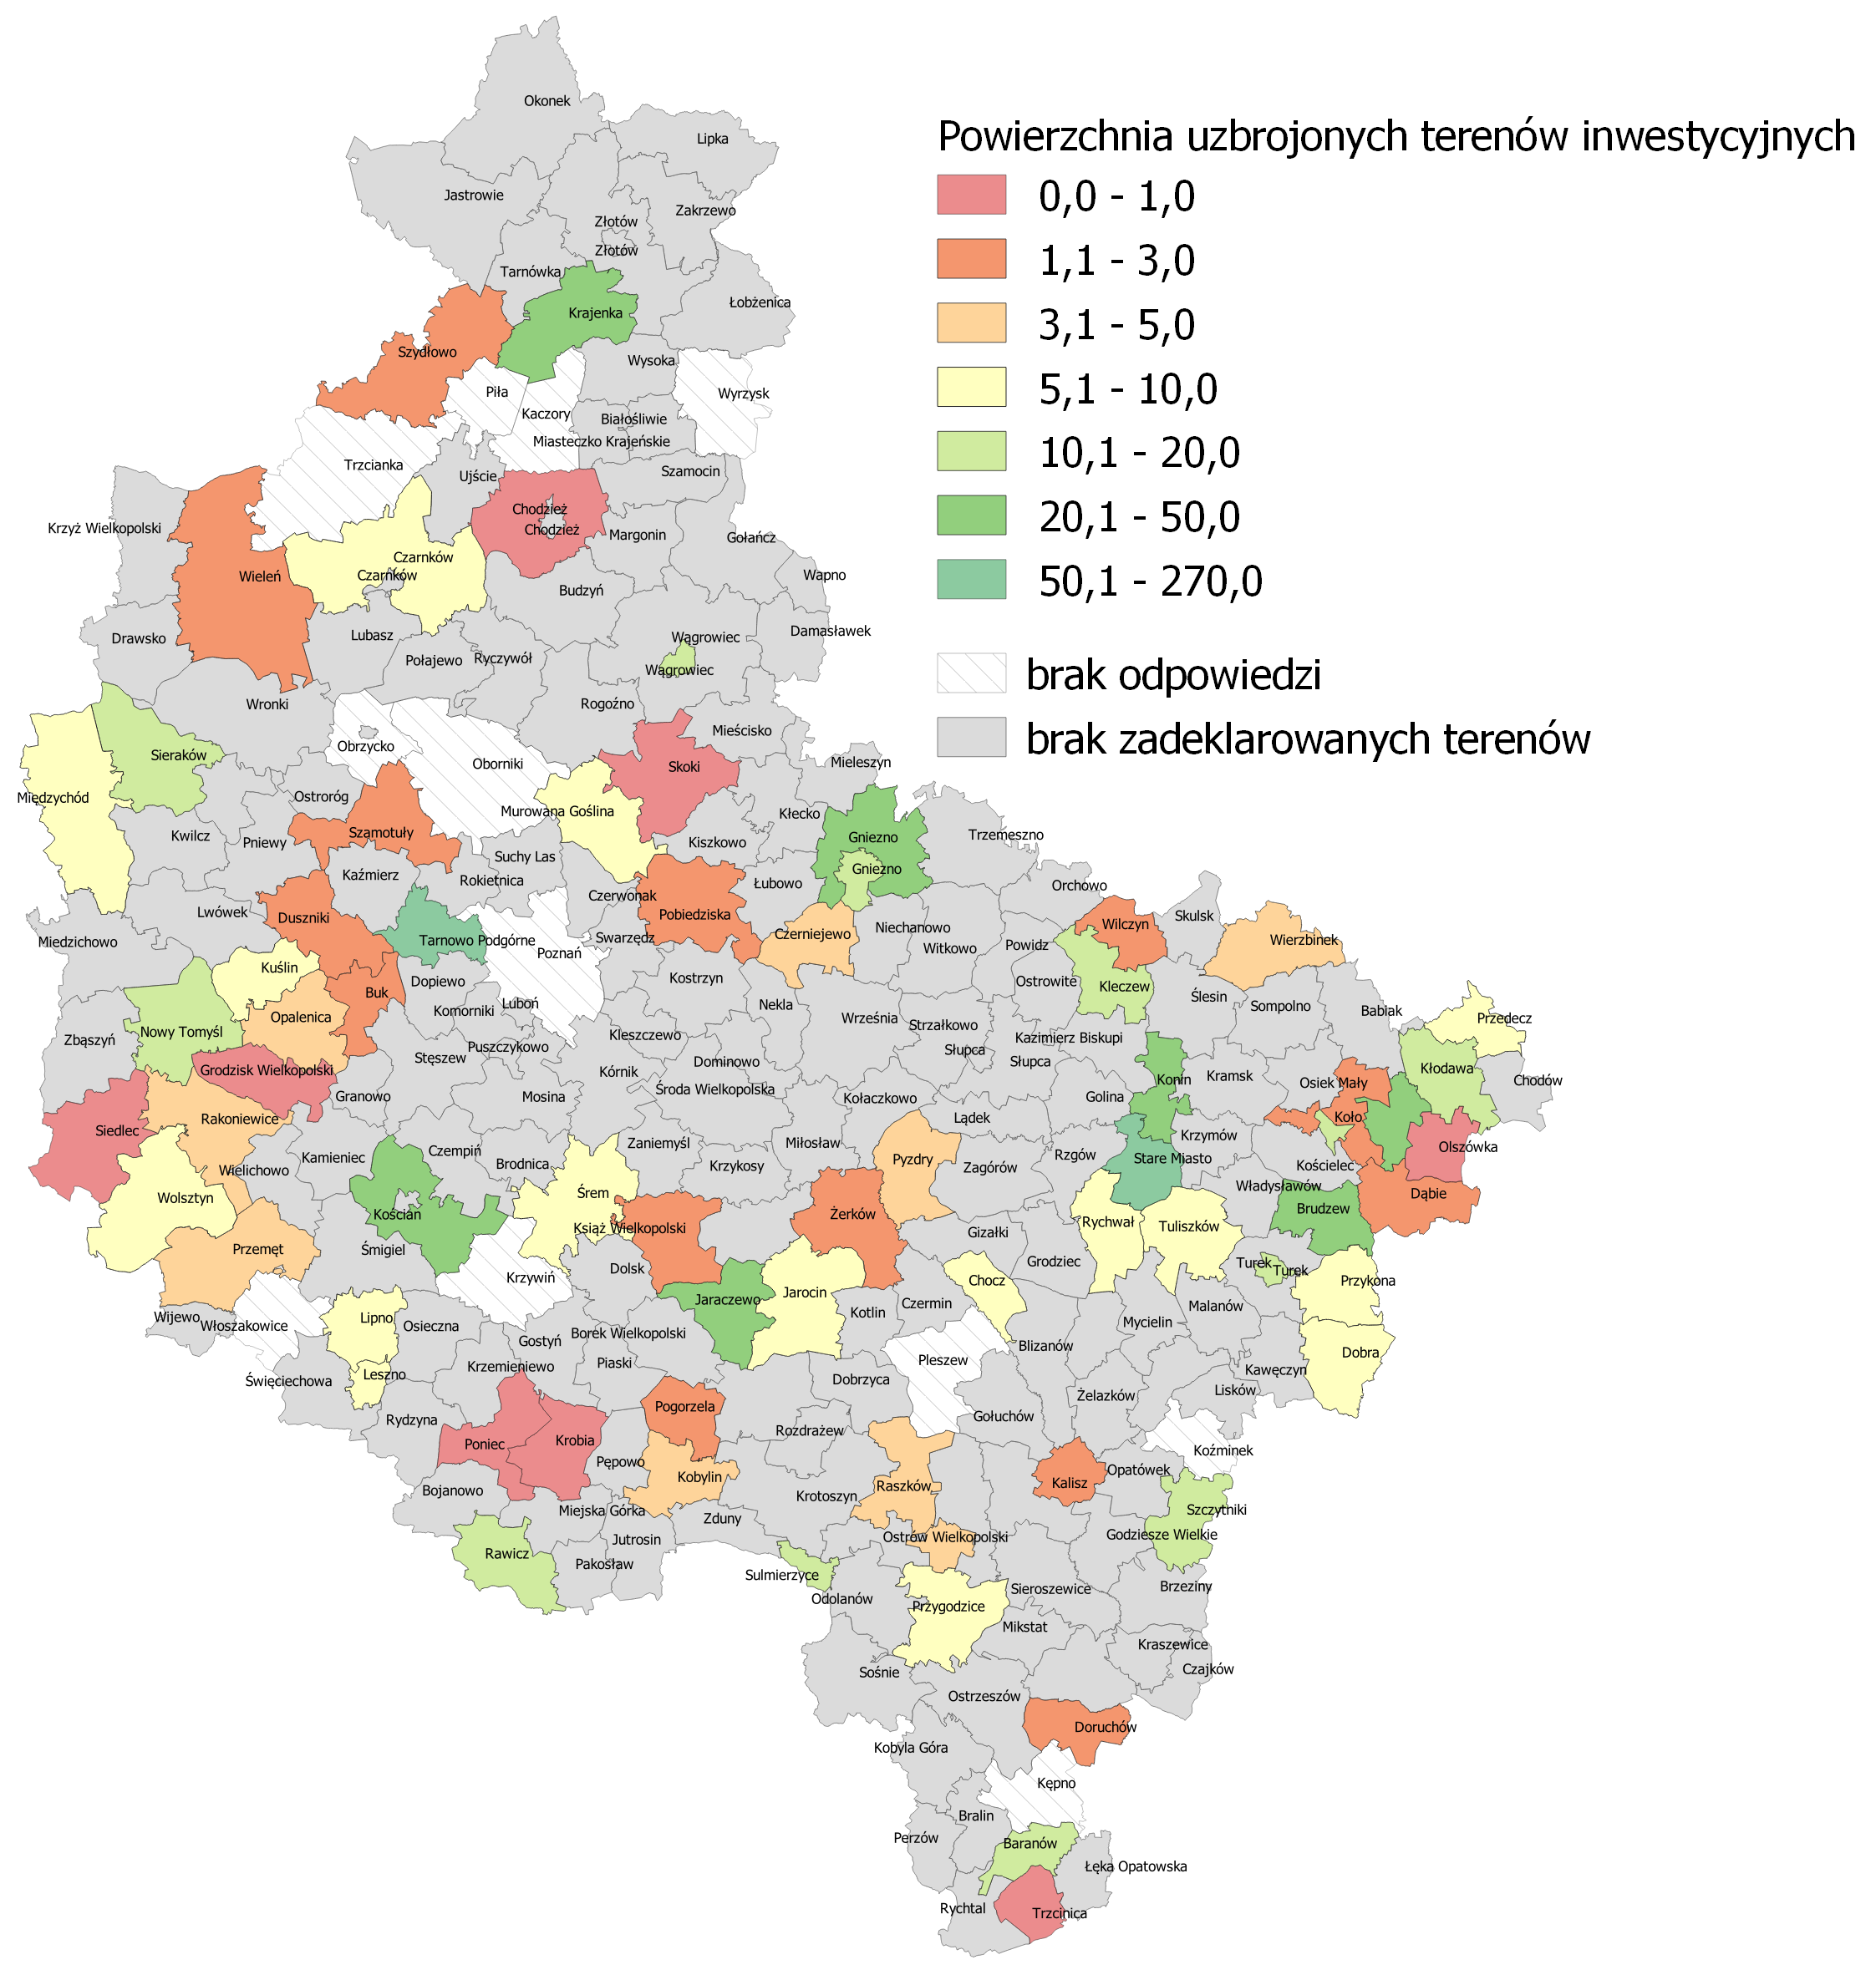 Powierzchnia uzbrojonych terenów inwestycyjnych
0,0 - 1,0
1,1 - 3,0
3,1 - 5,0
5,1 - 10,0
10,1 - 20,0
20,1 - 50,0
50,1 - 270,0
brak odpowiedzi
brak zadeklarowanych terenów
Okonek
Lipka
Jastrowie
Zakrzewo
Złotów
Złotów
Tarnówka
Łobżenica
Krajenka
Szydłowo
Wysoka
Piła
Wyrzysk
Kaczory
Białośliwie
Miasteczko Krajeńskie
Trzcianka
Szamocin
Ujście
Chodzież
Chodzież
Krzyż Wielkopolski
Margonin
Gołańcz
Czarnków
Czarnków
Wieleń
Wapno
Budzyń
Damasławek
Lubasz
Drawsko
Wągrowiec
Połajewo
Ryczywół
Wągrowiec
Wronki
Rogoźno
Mieścisko
Obrzycko
Sieraków
Oborniki
Skoki
Mieleszyn
Międzychód
Ostroróg
Murowana Goślina
Kłecko
Szamotuły
Kwilcz
Pniewy
Gniezno
Trzemeszno
Kiszkowo
Suchy Las
Gniezno
Kaźmierz
Rokietnica
Łubowo
Orchowo
Czerwonak
Lwówek
Duszniki
Pobiedziska
Skulsk
Wilczyn
Niechanowo
Czerniejewo
Swarzędz
Miedzichowo
Tarnowo Podgórne
Wierzbinek
Witkowo
Powidz
Poznań
Kuślin
Kostrzyn
Dopiewo
Ostrowite
Kleczew
Buk
Ślesin
Nekla
Luboń
Sompolno
Komorniki
Babiak
Opalenica
Września
Przedecz
Strzałkowo
Nowy Tomyśl
Kleszczewo
Kazimierz Biskupi
Zbąszyń
Puszczykowo
Słupca
Stęszew
Dominowo
Słupca
Grodzisk Wielkopolski
Kórnik
Kłodawa
Kramsk
Konin
Chodów
Osiek Mały
Środa Wielkopolska
Granowo
Mosina
Golina
Kołaczkowo
Koło
Lądek
Rakoniewice
Siedlec
Krzymów
Zaniemyśl
Miłosław
Olszówka
Czempiń
Rzgów
Kamieniec
Stare Miasto
Pyzdry
Brodnica
Krzykosy
Kościelec
Zagórów
Wielichowo
Władysławów
Śrem
Dąbie
Wolsztyn
Brudzew
Kościan
Żerków
Rychwał
Tuliszków
Książ Wielkopolski
Gizałki
Przemęt
Śmigiel
Grodziec
Turek
Dolsk
Turek
Krzywiń
Chocz
Przykona
Jarocin
Jaraczewo
Czermin
Malanów
Kotlin
Wijewo
Lipno
Mycielin
Włoszakowice
Osieczna
Borek Wielkopolski
Gostyń
Blizanów
Dobra
Pleszew
Piaski
Krzemieniewo
Kawęczyn
Leszno
Dobrzyca
Święciechowa
Lisków
Żelazków
Pogorzela
Gołuchów
Rydzyna
Rozdrażew
Krobia
Poniec
Koźminek
Pępowo
Opatówek
Kobylin
Kalisz
Raszków
Bojanowo
Krotoszyn
Miejska Górka
Szczytniki
Zduny
Godziesze Wielkie
Ostrów Wielkopolski
Jutrosin
Rawicz
Pakosław
Sulmierzyce
Brzeziny
Sieroszewice
Odolanów
Przygodzice
Mikstat
Kraszewice
Sośnie
Czajków
Ostrzeszów
Doruchów
Kobyla Góra
Kępno
Bralin
Perzów
Baranów
Łęka Opatowska
Rychtal
Trzcinica